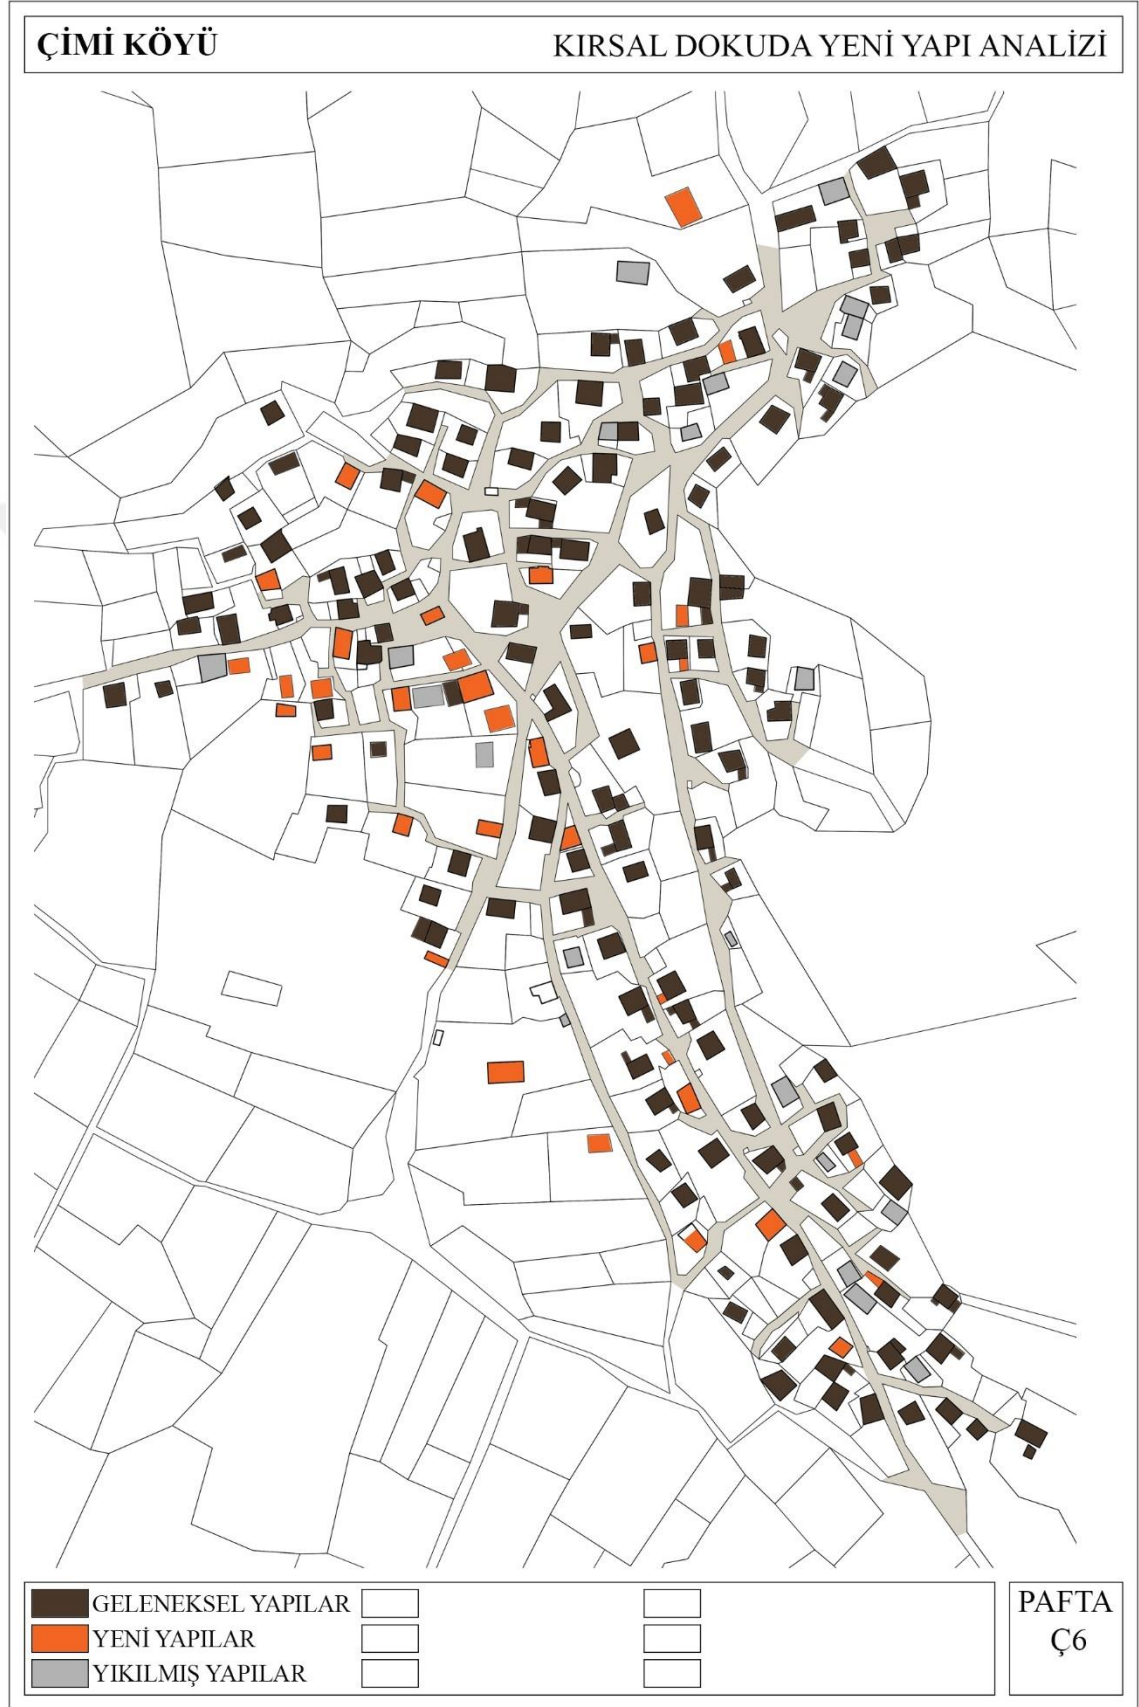 ÇİMİ KÖYÜ
KIRSAL DOKUDA YENİ YAPI ANALİZİ
GELENEKSEL YAPILAR
YENİ YAPILAR
YIKILMIŞ YAPILAR
PAFTA
Ç6